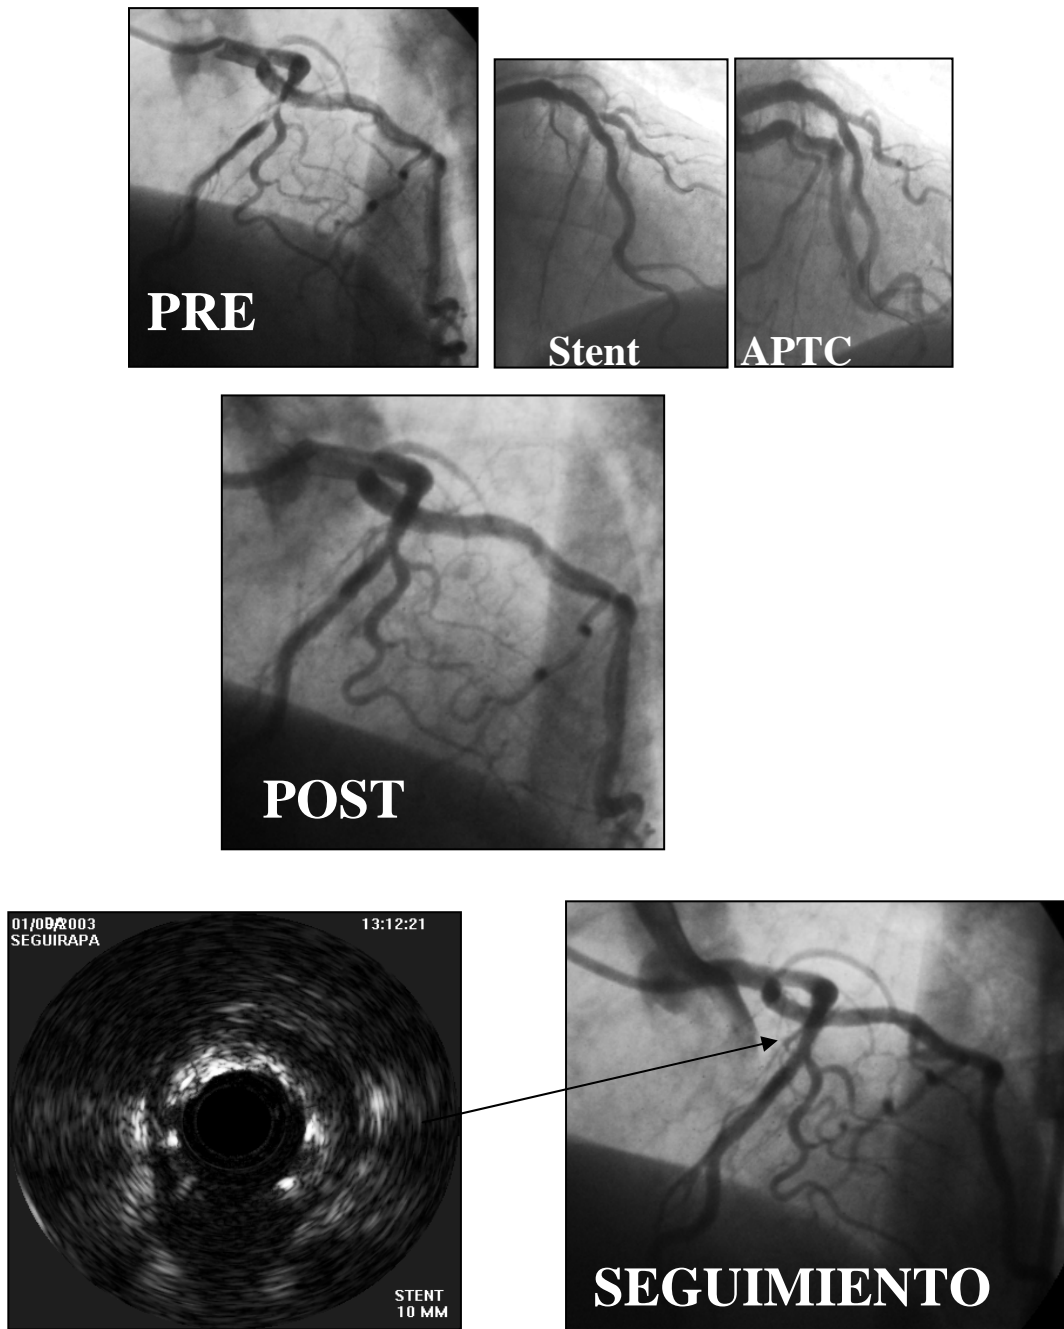 PRE
Stent
APTC
POST
13:12:21
SEGUIRAPA
STENT
10 MM
SEGUIMIENTO